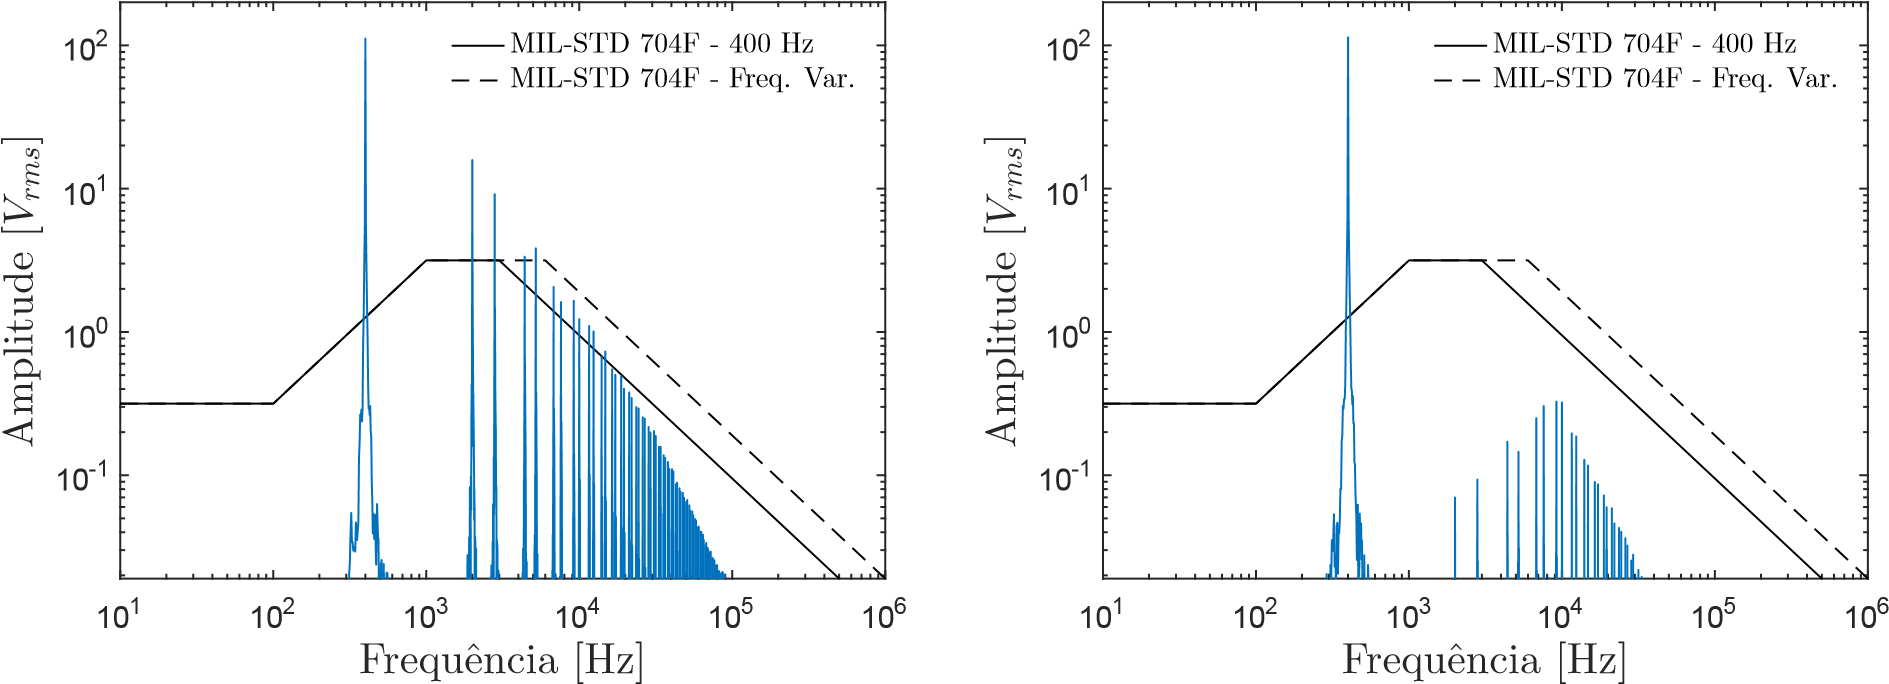 MIL-STD 704F - 400 Hz
MIL-STD 704F - Freq. Var.
Amplitude [V_rms]
10^2
10^1
10^0
10^-1
10^1 10^2 10^3 10^4 10^5 10^6
Frequência [Hz]
MIL-STD 704F - 400 Hz
MIL-STD 704F - Freq. Var.
Amplitude [V_rms]
10^2
10^1
10^0
10^-1
10^1 10^2 10^3 10^4 10^5 10^6
Frequência [Hz]